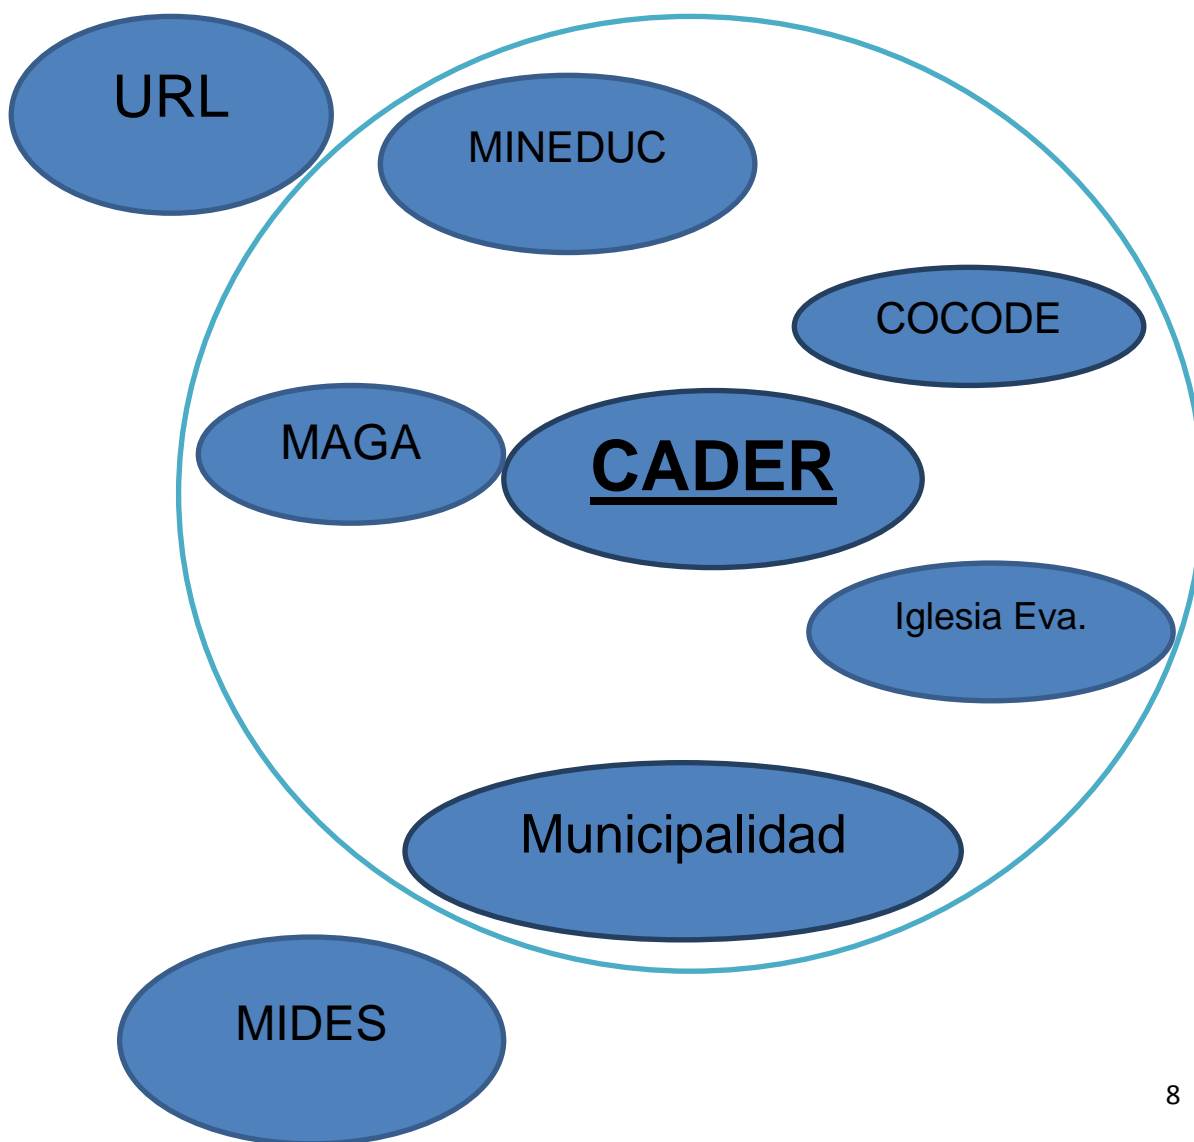 URL
MINEDUC
COCODE
MAGA
CADER
Iglesia Eva.
Municipalidad
MIDES
8